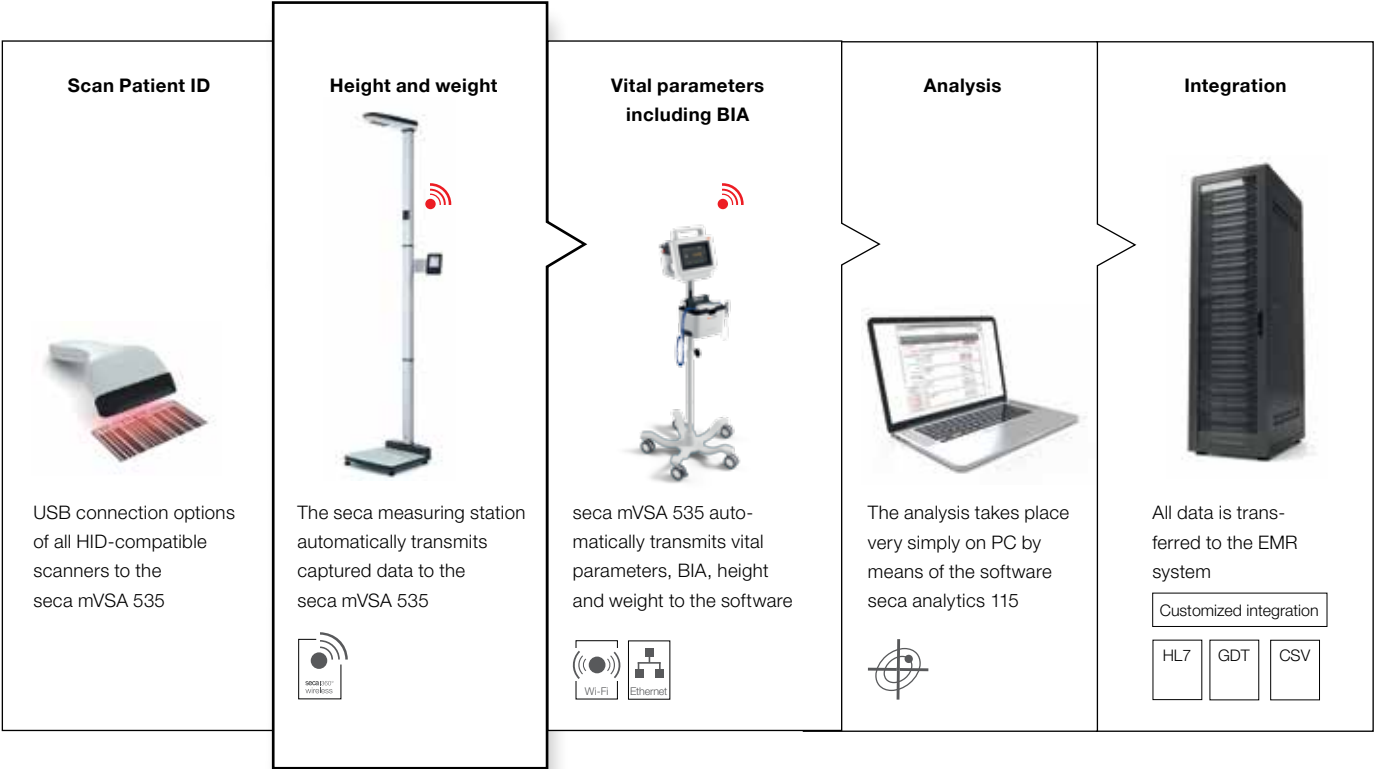 Scan Patient ID
USB connection options
of all HID-compatible
scanners to the
seca mVSA 535
Height and weight
The seca measuring station
automatically transmits
captured data to the
seca mVSA 535
seca 360°
wireless
Vital parameters
including BIA
seca mVSA 535 auto-
matically transmits vital
parameters, BIA, height
and weight to the software
Wi-Fi
Ethernet
Analysis
The analysis takes place
very simply on PC by
means of the software
seca analytics 115
Integration
All data is trans-
ferred to the EMR
system
Customized integration
HL7
GDT
CSV